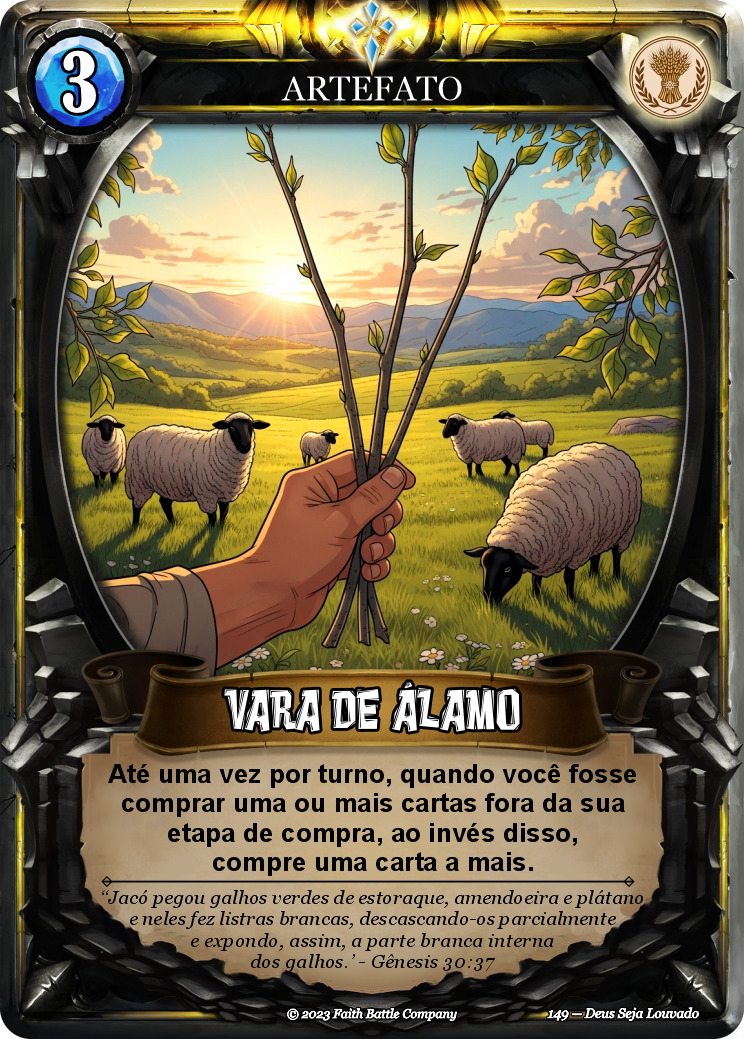 3
ARTEFATO
VARA DE ÁLAMO
Até uma vez por turno, quando você fosse
comprar uma ou mais cartas fora da sua
etapa de compra, ao invés disso,
compre uma carta a mais.
“Jacó pegou galhos verdes de estoraque, amendoeira e plátano
e neles fez listras brancas, descascando-os parcialmente
e expondo, assim, a parte branca interna
dos galhos.’ - Gênesis 30:37
© 2023 Faith Battle Company
149 – Deus Seja Louvado